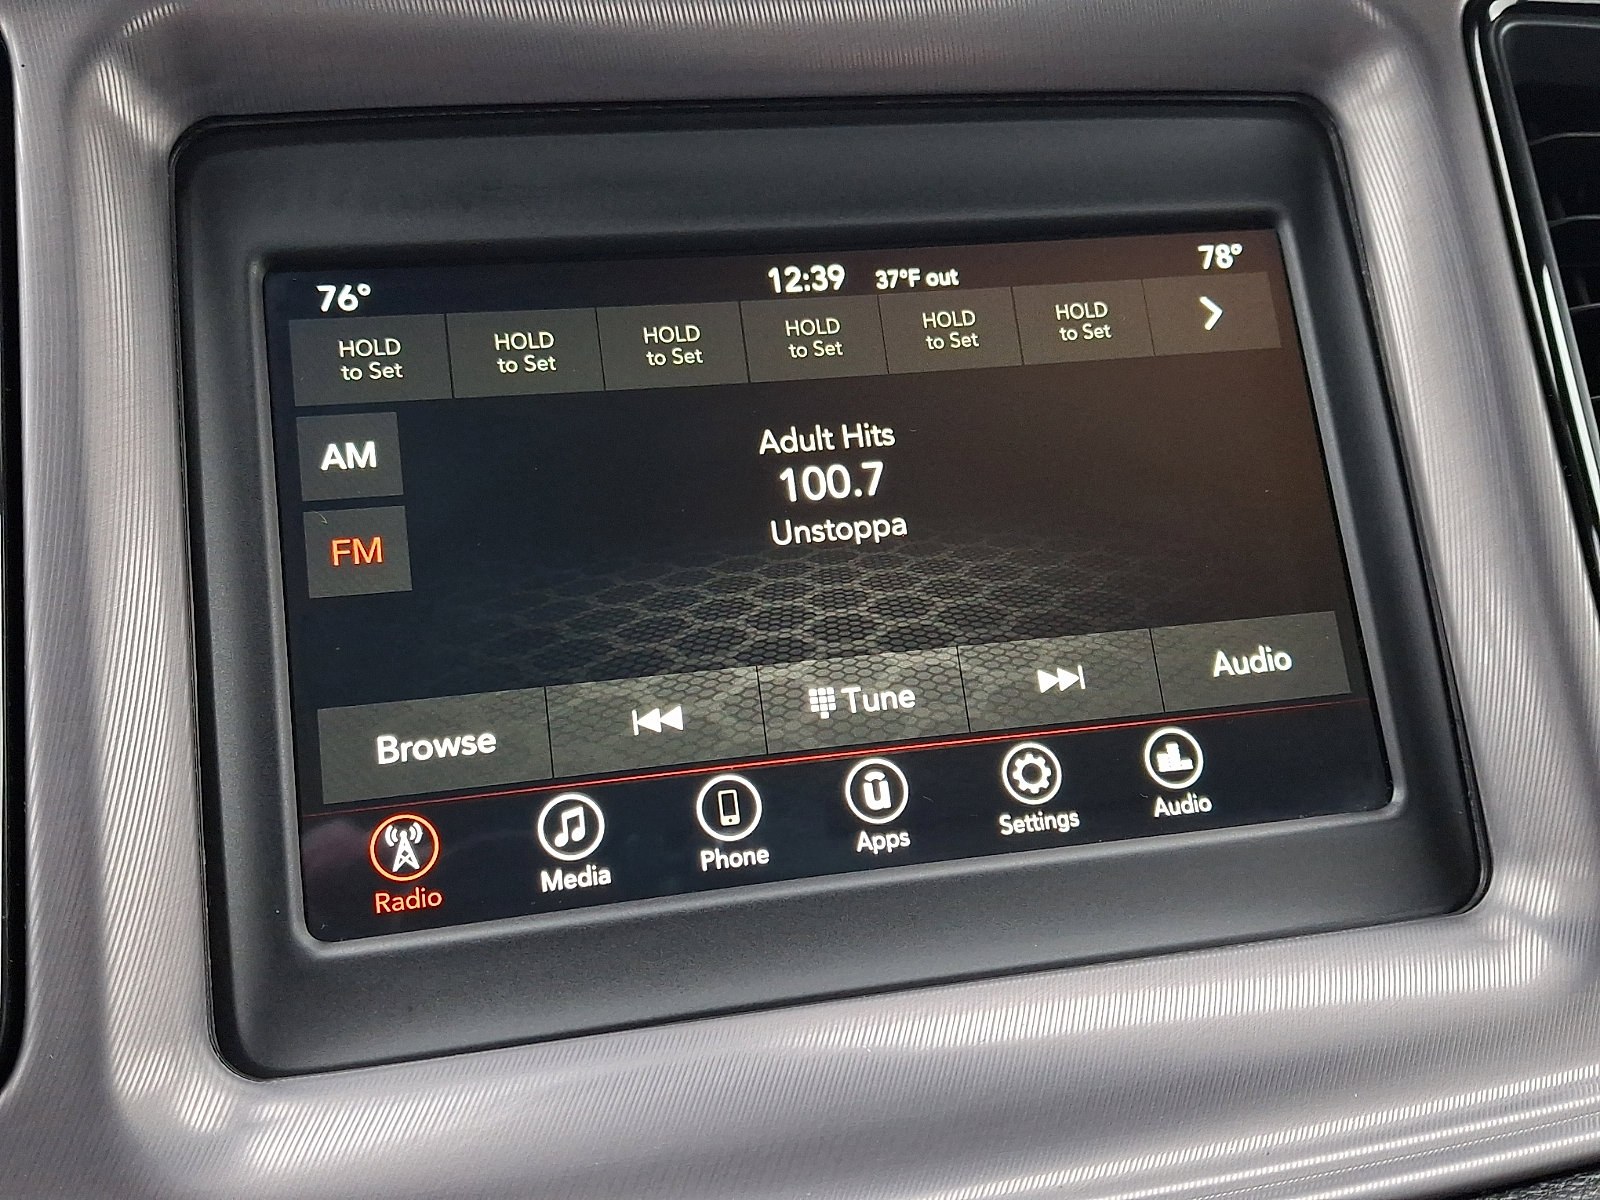 76°
12:39 37°F out
78°
HOLD
to Set
HOLD
to Set
HOLD
to Set
HOLD
to Set
HOLD
to Set
HOLD
to Set
AM
FM
Adult Hits
100.7
Unstoppa
Browse
Tune
Audio
Radio
Media
Phone
Apps
Settings
Audio